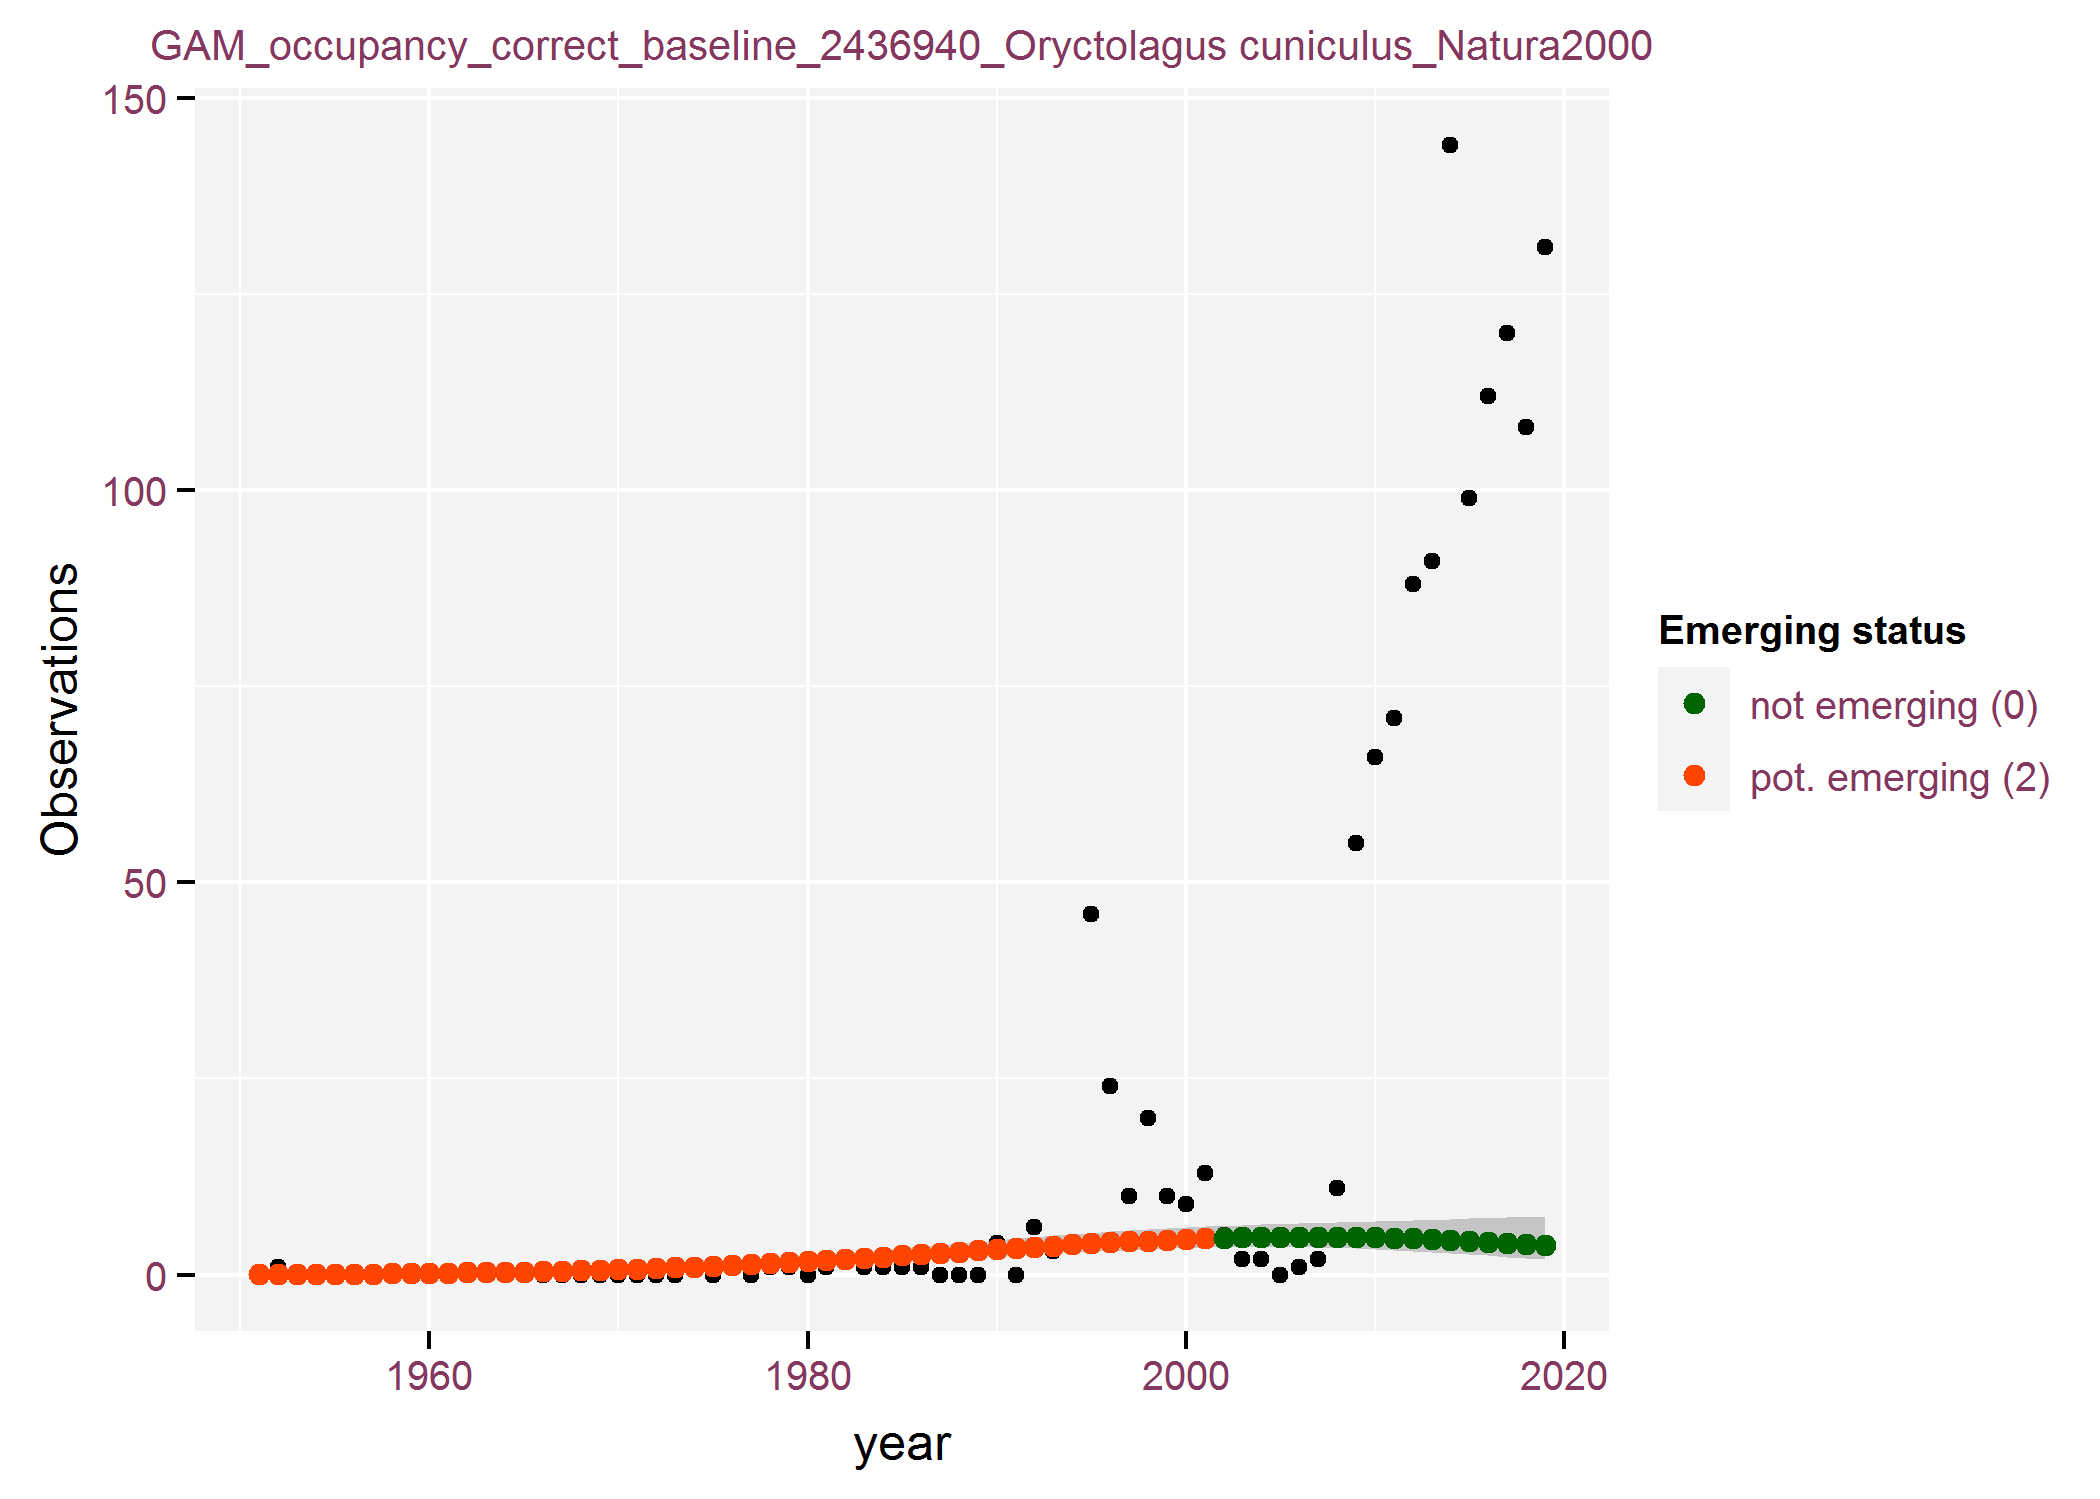 GAM_occupancy_correct_baseline_2436940_Oryctolagus cuniculus_Natura2000
150
100
50
0
Observations
1960
1980
2000
2020
year
Emerging status
not emerging (0)
pot. emerging (2)